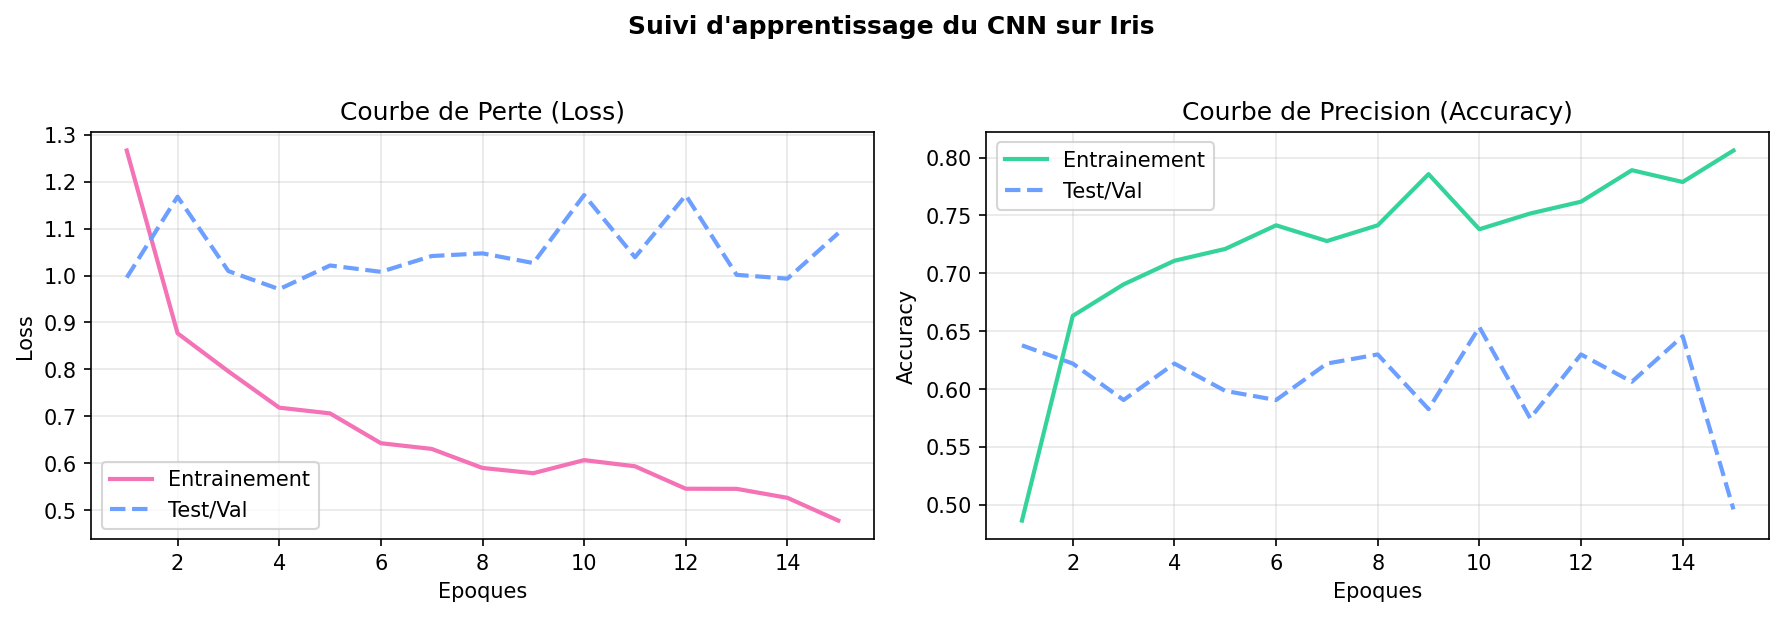 Suivi d'apprentissage du CNN sur Iris
Courbe de Perte (Loss)
1.3
1.2
1.1
1.0
0.9
0.8
0.7
0.6
0.5
Loss
Entrainement
Test/Val
2 4 6 8 10 12 14
Epoques
Courbe de Precision (Accuracy)
0.80
0.75
0.70
0.65
0.60
0.55
0.50
Accuracy
Entrainement
Test/Val
2 4 6 8 10 12 14
Epoques